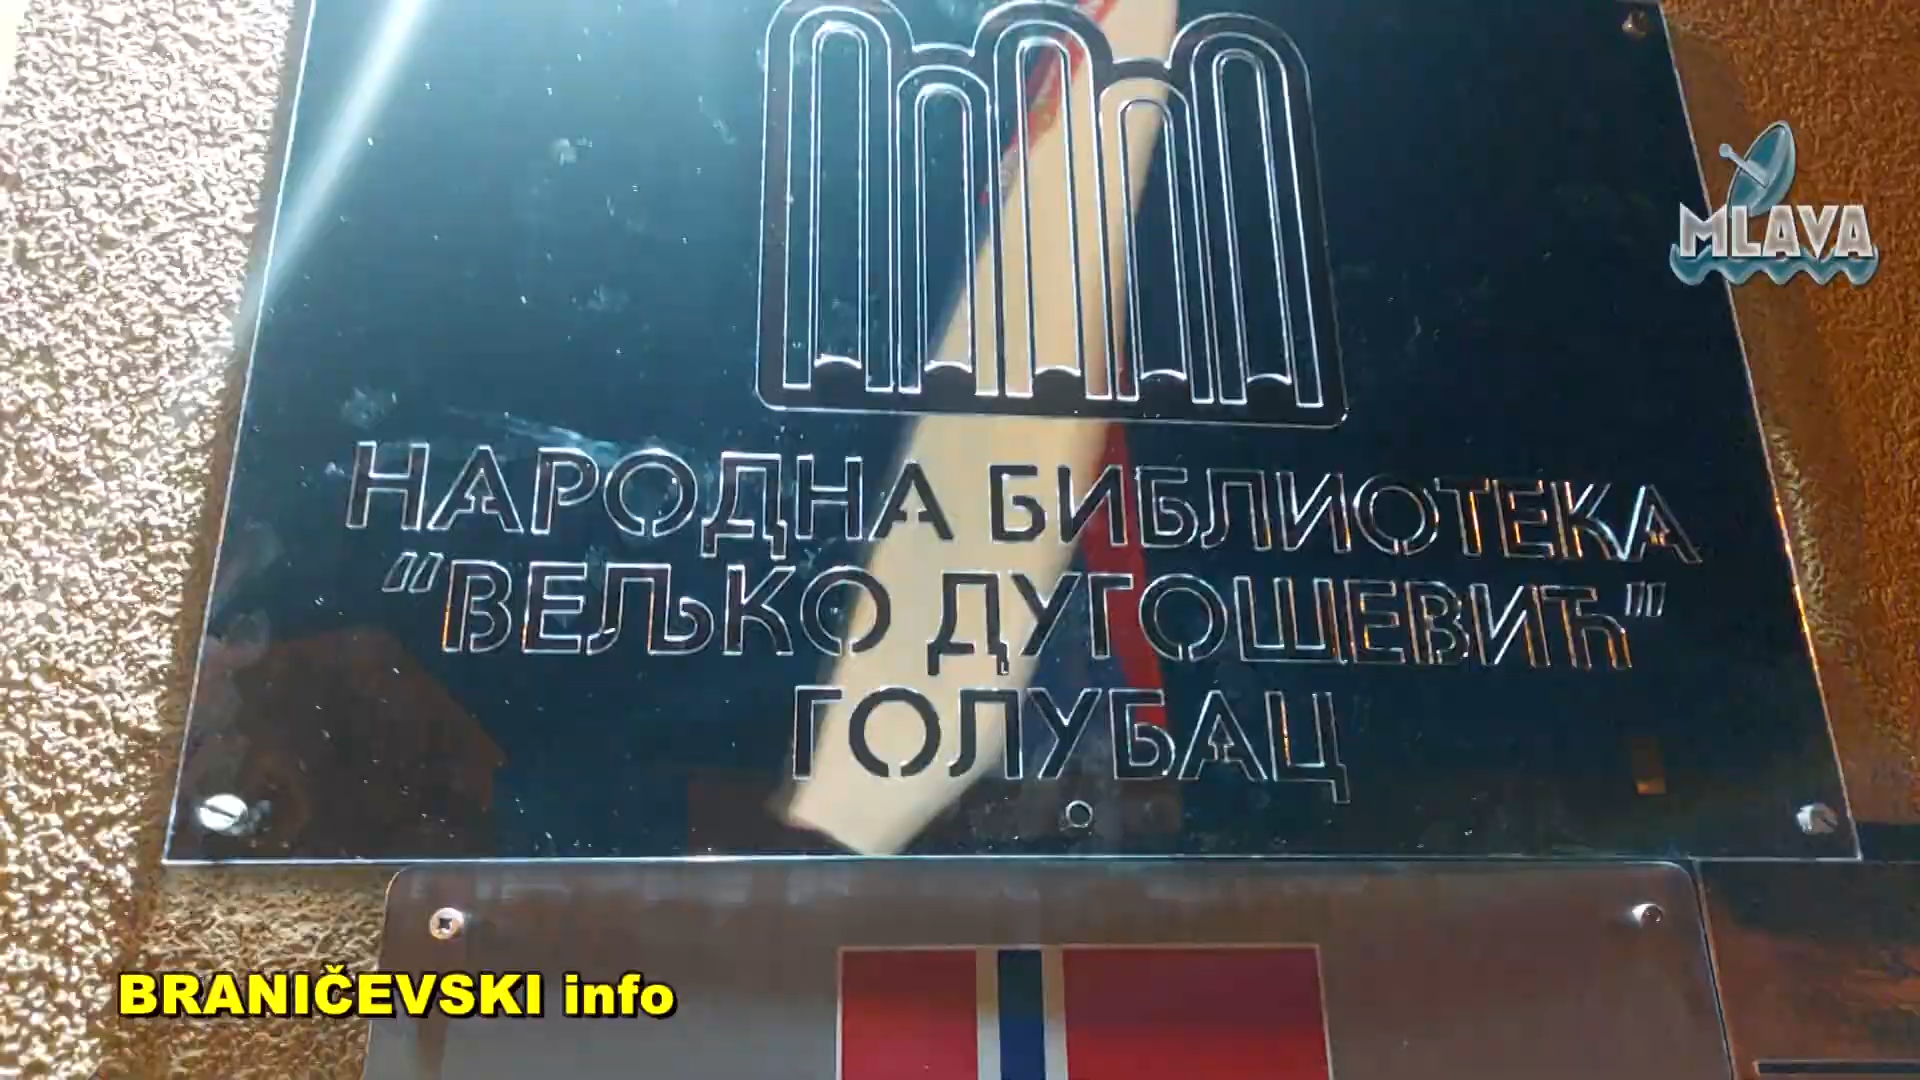 MLAVA
НАРОДНА БИБЛИОТЕКА
"ВЕЉКО ДУГОШЕВИЋ"
ГОЛУБАЦ
BRANIČEVSKI info